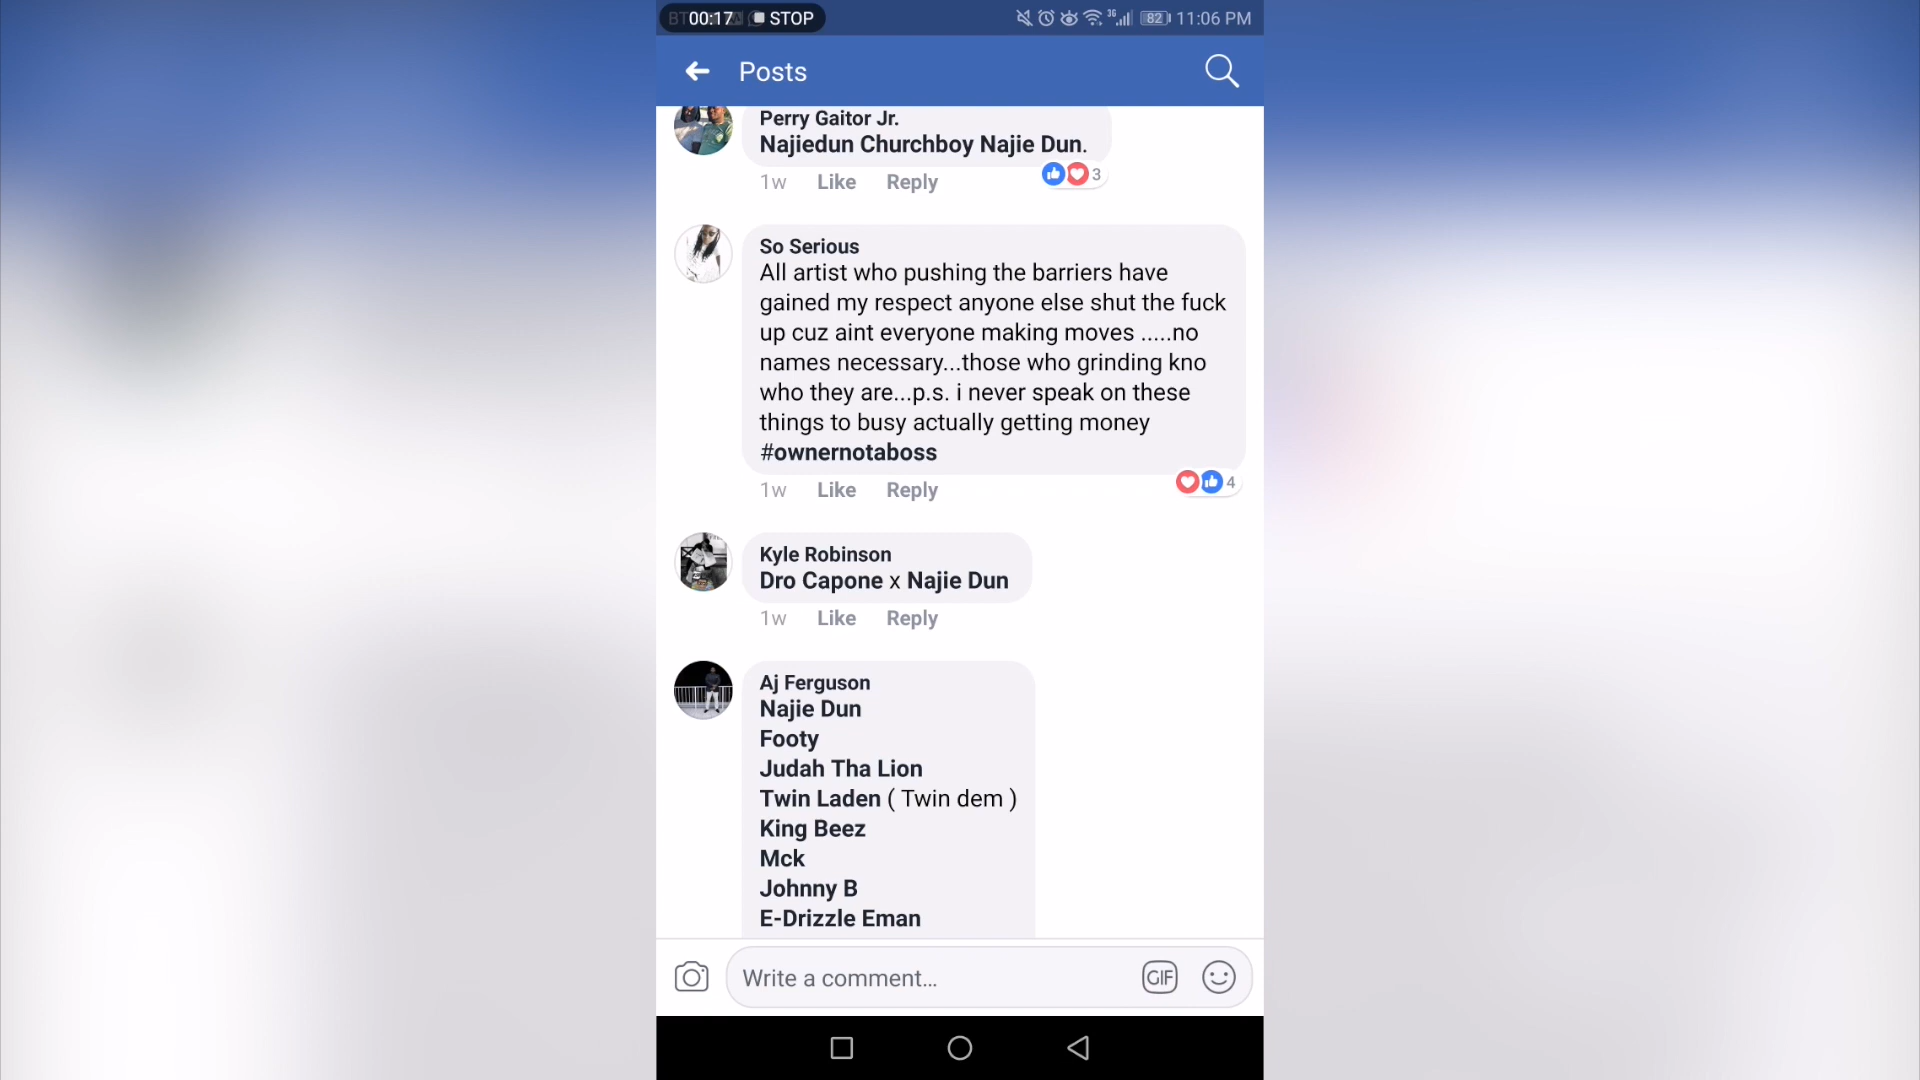 00:17 STOP 3G 82 11:06 PM
Posts
Perry Gaitor Jr.
Najiedun Churchboy Najie Dun.
1w Like Reply 3
So Serious
All artist who pushing the barriers have
gained my respect anyone else shut the fuck
up cuz aint everyone making moves .....no
names necessary...those who grinding kno
who they are...p.s. i never speak on these
things to busy actually getting money
#ownernotaboss
1w Like Reply 4
Kyle Robinson
Dro Capone x Najie Dun
1w Like Reply
Aj Ferguson
Najie Dun
Footy
Judah Tha Lion
Twin Laden ( Twin dem )
King Beez
Mck
Johnny B
E-Drizzle Eman
Write a comment... GIF